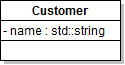 Customer
- name : std::string